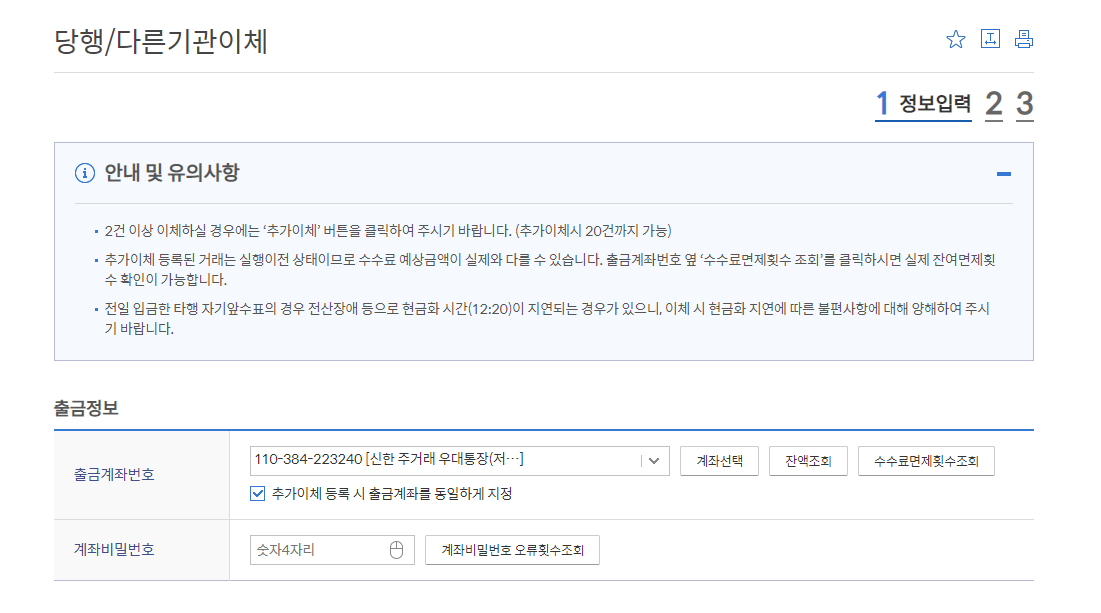 당행/다른기관이체
1 정보입력 2 3
안내 및 유의사항
2건 이상 이체하실 경우에는 ‘추가이체’ 버튼을 클릭하여 주시기 바랍니다. (추가이체시 20건까지 가능)
추가이체 등록된 거래는 실행이전 상태이므로 수수료 예상금액이 실제와 다를 수 있습니다. 출금계좌번호 옆 ‘수수료면제횟수 조회’를 클릭하시면 실제 잔여면제횟
수 확인이 가능합니다.
전일 입금한 타행 자기앞수표의 경우 전산장애 등으로 현금화 시간(12:20)이 지연되는 경우가 있으니, 이체 시 현금화 지연에 따른 불편사항에 대해 양해하여 주시
기 바랍니다.
출금정보
출금계좌번호 110-384-223240 [신한 주거래 우대통장(저…] 계좌선택 잔액조회 수수료면제횟수조회
추가이체 등록 시 출금계좌를 동일하게 지정
계좌비밀번호 숫자4자리 계좌비밀번호 오류횟수조회